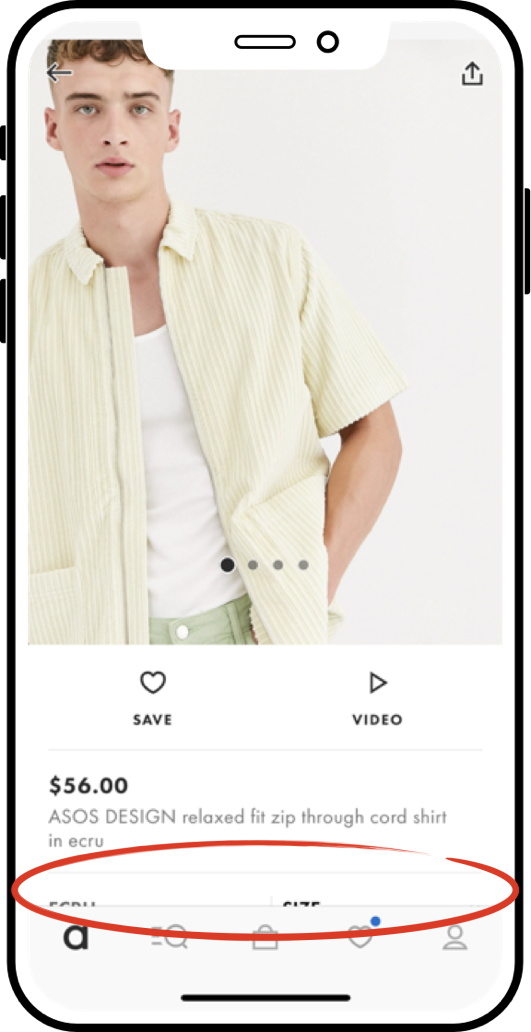 SAVE
VIDEO
$56.00
ASOS DESIGN relaxed fit zip through cord shirt
in ecru
ECRU
SIZE
a